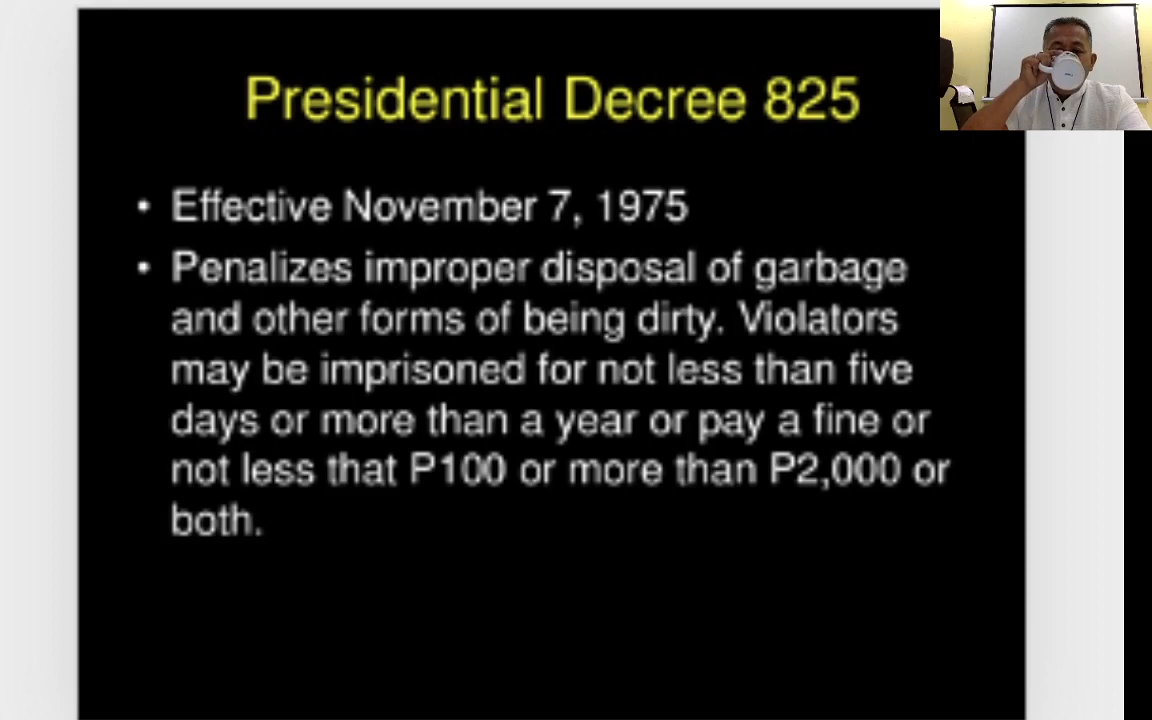 Presidential Decree 825
• Effective November 7, 1975
• Penalizes improper disposal of garbage
and other forms of being dirty. Violators
may be imprisoned for not less than five
days or more than a year or pay a fine or
not less that P100 or more than P2,000 or
both.